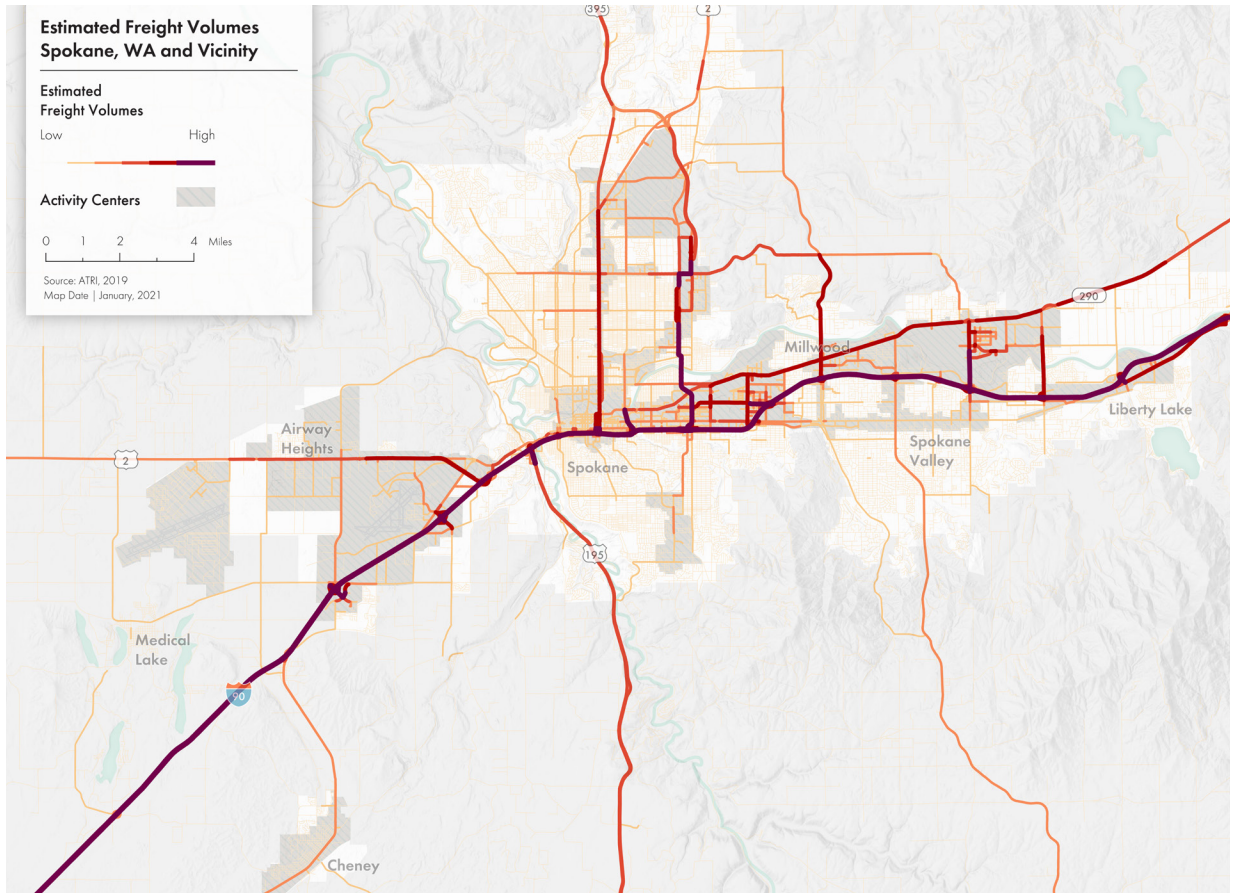 Estimated Freight Volumes
Spokane, WA and Vicinity
Estimated
Freight Volumes
Low High
Activity Centers
0 1 2 4 Miles
Source: ATRI, 2019
Map Date | January, 2021
395
2
290
Millwood
Liberty Lake
Airway
Heights
2
Spokane
Spokane
Valley
195
Medical
Lake
90
Cheney